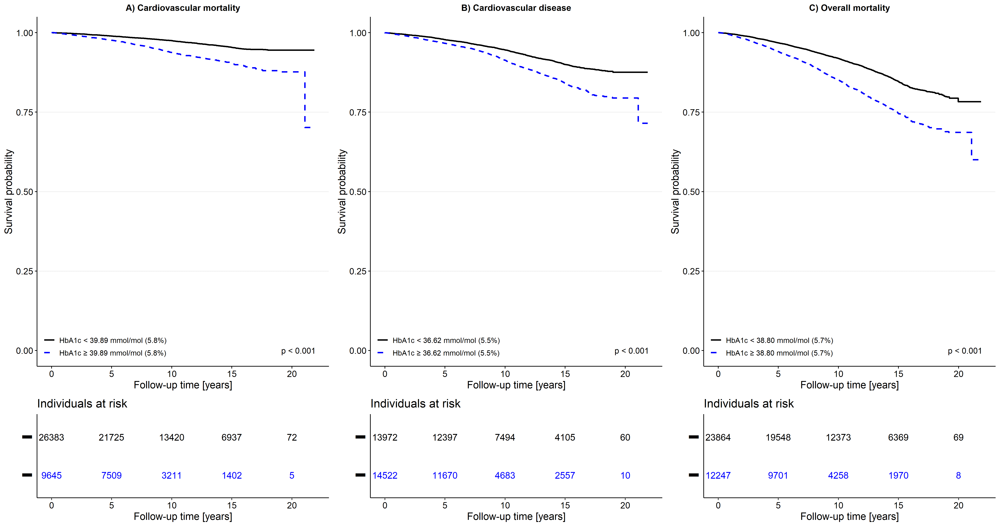 A) Cardiovascular mortality
Survival probability
1.00
0.75
0.50
0.25
0.00
HbA1c < 39.89 mmol/mol (5.8%)
HbA1c ≥ 39.89 mmol/mol (5.8%)
p < 0.001
0 5 10 15 20
Follow-up time [years]
Individuals at risk
26383 21725 13420 6937 72
9645 7509 3211 1402 5
0 5 10 15 20
Follow-up time [years]
B) Cardiovascular disease
Survival probability
1.00
0.75
0.50
0.25
0.00
HbA1c < 36.62 mmol/mol (5.5%)
HbA1c ≥ 36.62 mmol/mol (5.5%)
p < 0.001
0 5 10 15 20
Follow-up time [years]
Individuals at risk
13972 12397 7494 4105 60
14522 11670 4683 2557 10
0 5 10 15 20
Follow-up time [years]
C) Overall mortality
Survival probability
1.00
0.75
0.50
0.25
0.00
HbA1c < 38.80 mmol/mol (5.7%)
HbA1c ≥ 38.80 mmol/mol (5.7%)
p < 0.001
0 5 10 15 20
Follow-up time [years]
Individuals at risk
23864 19548 12373 6369 69
12247 9701 4258 1970 8
0 5 10 15 20
Follow-up time [years]